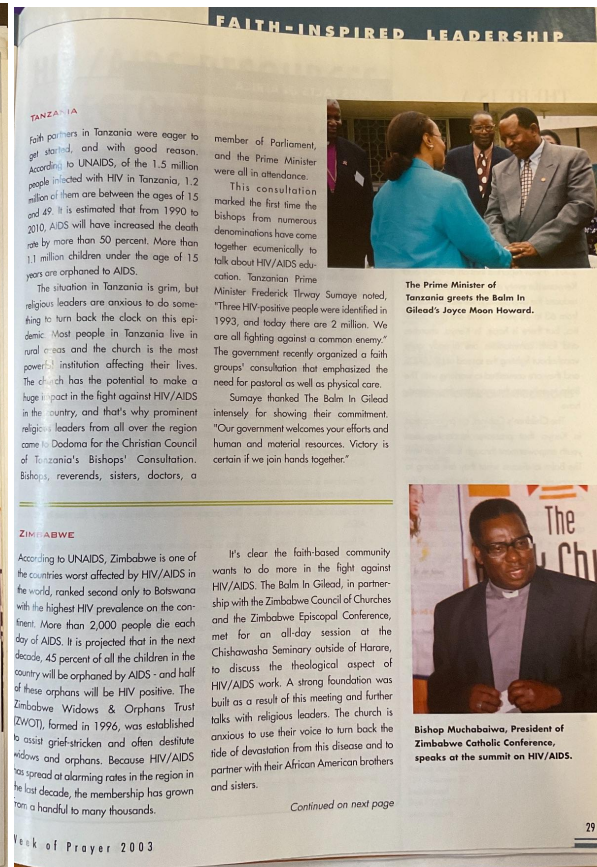 FAITH-INSPIRED LEADERSHIP
TANZANIA
Faith partners in Tanzania were eager to
get started, and with good reason.
According to UNAIDS, of the 1.5 million
people infected with HIV in Tanzania, 1.2
million of them are between the ages of 15
and 49. It is estimated that from 1990 to
2010, AIDS will have increased the death
rate by more than 50 percent. More than
1.1 million children under the age of 15
years are orphaned to AIDS.
The situation in Tanzania is grim, but
religious leaders are anxious to do some-
thing to turn back the clock on this epi-
demic. Most people in Tanzania live in
rural areas and the church is the most
powerful institution affecting their lives.
The church has the potential to make a
huge impact in the fight against HIV/AIDS
in the country, and that's why prominent
religious leaders from all over the region
came to Dodoma for the Christian Council
of Tanzania's Bishops' Consultation.
Bishops, reverends, sisters, doctors, a
member of Parliament,
and the Prime Minister
were all in attendance.
This consultation
marked the first time the
bishops from numerous
denominations have come
together ecumenically to
talk about HIV/AIDS edu-
cation. Tanzanian Prime
Minister Frederick Tlrway Sumaye noted,
"Three HIV-positive people were identified in
1993, and today there are 2 million. We
are all fighting against a common enemy."
The government recently organized a faith
groups' consultation that emphasized the
need for pastoral as well as physical care.
Sumaye thanked The Balm In Gilead
intensely for showing their commitment.
"Our government welcomes your efforts and
human and material resources. Victory is
certain if we join hands together."
The Prime Minister of
Tanzania greets the Balm In
Gilead's Joyce Moon Howard.
ZIMBABWE
According to UNAIDS, Zimbabwe is one of
the countries worst affected by HIV/AIDS in
the world, ranked second only to Botswana
with the highest HIV prevalence on the con-
tinent. More than 2,000 people die each
day of AIDS. It is projected that in the next
decade, 45 percent of all the children in the
country will be orphaned by AIDS - and half
of these orphans will be HIV positive. The
Zimbabwe Widows & Orphans Trust
(ZWOT), formed in 1996, was established
to assist grief-stricken and often destitute
widows and orphans. Because HIV/AIDS
has spread at alarming rates in the region in
the last decade, the membership has grown
from a handful to many thousands.
It's clear the faith-based community
wants to do more in the fight against
HIV/AIDS. The Balm In Gilead, in partner-
ship with the Zimbabwe Council of Churches
and the Zimbabwe Episcopal Conference,
met for an all-day session at the
Chishawasha Seminary outside of Harare,
to discuss the theological aspect of
HIV/AIDS work. A strong foundation was
built as a result of this meeting and further
talks with religious leaders. The church is
anxious to use their voice to turn back the
tide of devastation from this disease and to
partner with their African American brothers
and sisters.
Continued on next page
The
Bishop Muchabaiwa, President of
Zimbabwe Catholic Conference,
speaks at the summit on HIV/AIDS.
Week of Prayer 2003
29